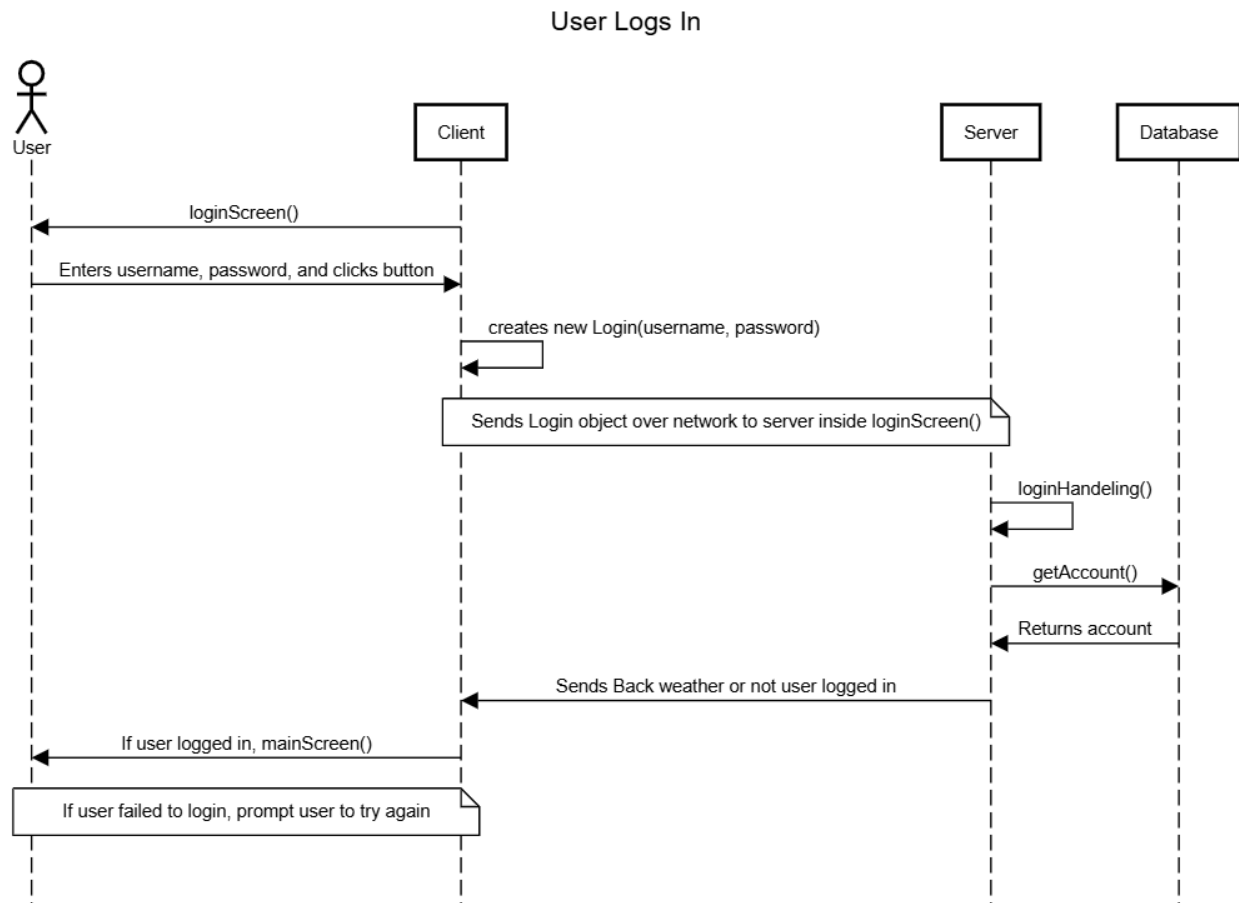 User Logs In
User
Client
Server
Database
loginScreen()
Enters username, password, and clicks button
creates new Login(username, password)
Sends Login object over network to server inside loginScreen()
loginHandeling()
getAccount()
Returns account
Sends Back weather or not user logged in
If user logged in, mainScreen()
If user failed to login, prompt user to try again